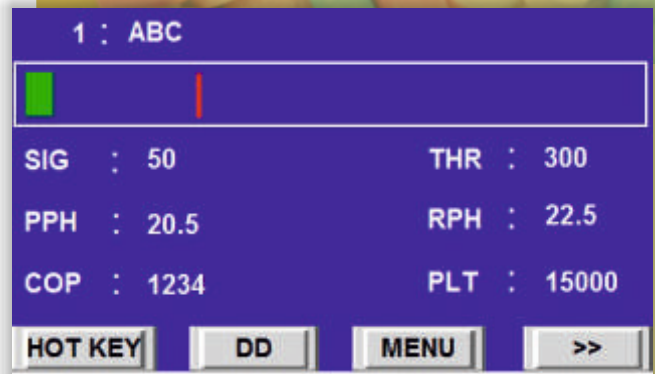 1 : ABC
SIG : 50 THR : 300
PPH : 20.5 RPH : 22.5
COP : 1234 PLT : 15000
HOT KEY DD MENU >>